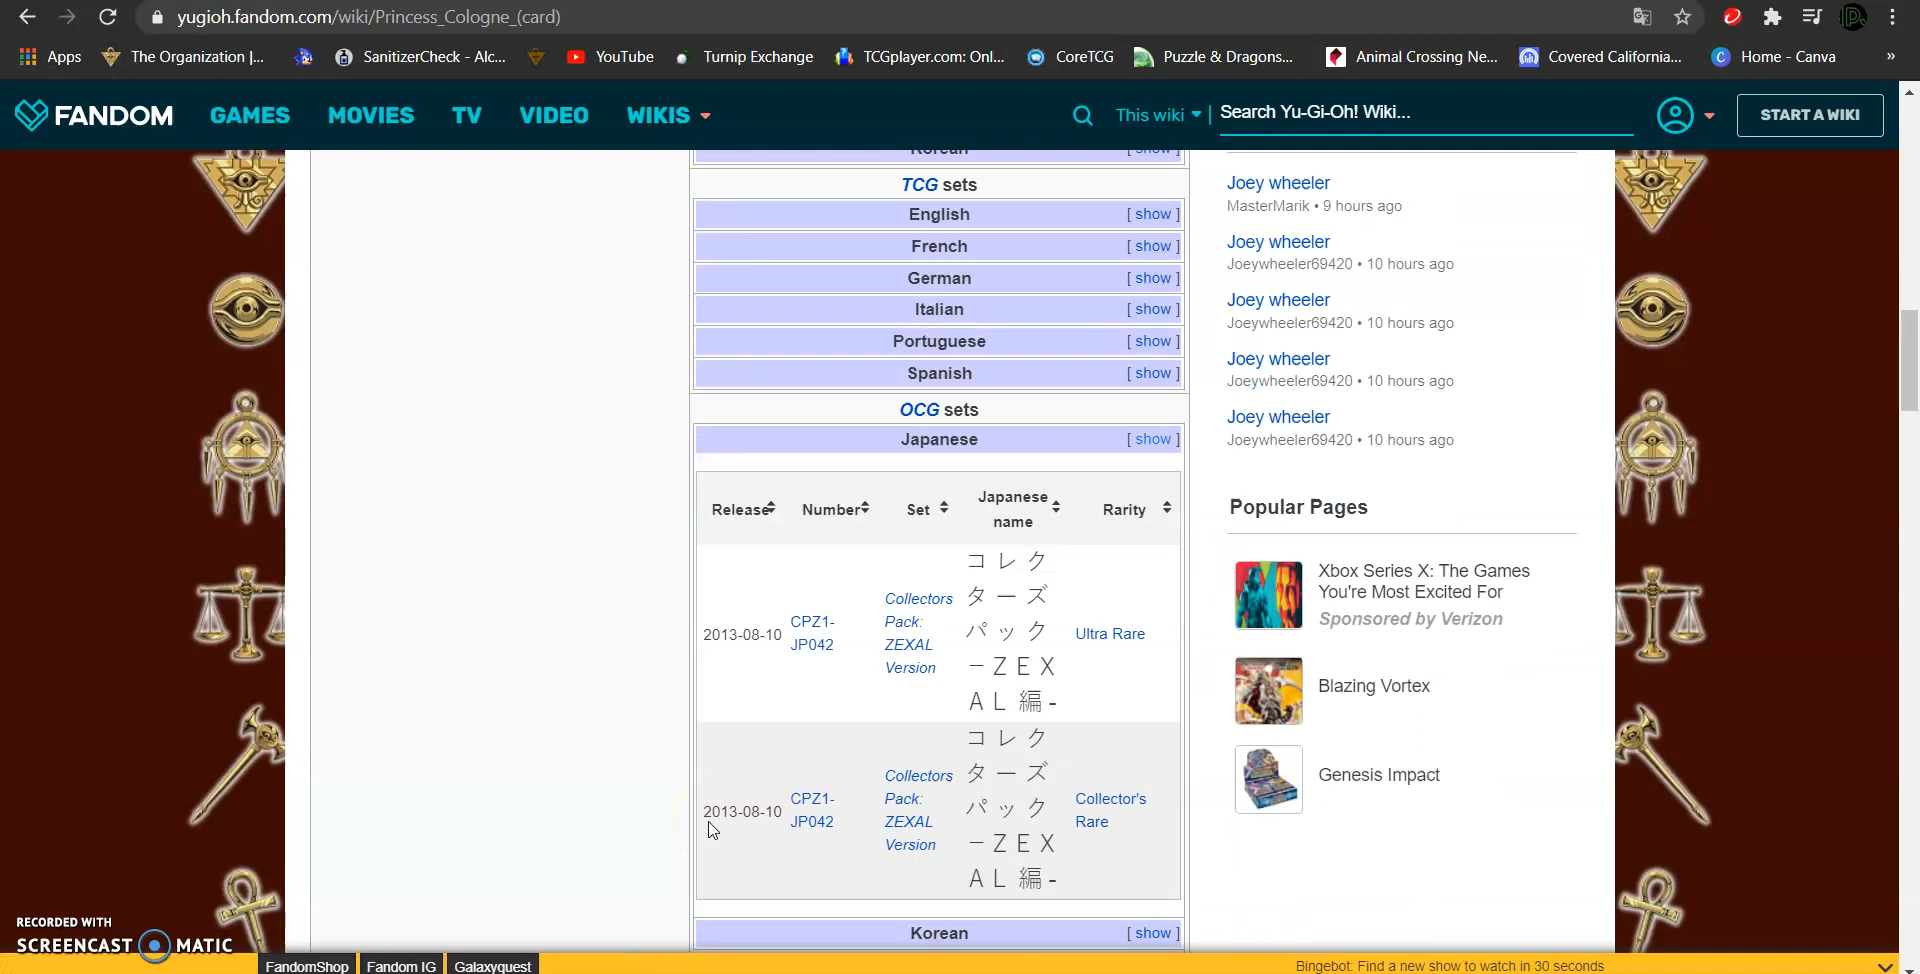 yugioh.fandom.com/wiki/Princess_Cologne_(card)
Apps
The Organization |...
SanitizerCheck - Alc...
YouTube
Turnip Exchange
TCGplayer.com: Onl...
CoreTCG
Puzzle & Dragons...
Animal Crossing Ne...
Covered California...
Home - Canva
»
FANDOM
GAMES
MOVIES
TV
VIDEO
WIKIS
This wiki
Search Yu-Gi-Oh! Wiki...
START A WIKI
Korean [ show ]
TCG sets
English [ show ]
French [ show ]
German [ show ]
Italian [ show ]
Portuguese [ show ]
Spanish [ show ]
OCG sets
Japanese [ show ]
Release
Number
Set
Japanese
name
Rarity
2013-08-10
CPZ1-
JP042
Collectors
Pack:
ZEXAL
Version
コレク
ターズ
パック
−ZEX
AL編-
Ultra Rare
2013-08-10
CPZ1-
JP042
Collectors
Pack:
ZEXAL
Version
コレク
ターズ
パック
−ZEX
AL編-
Collector's
Rare
Korean [ show ]
Joey wheeler
MasterMarik • 9 hours ago
Joey wheeler
Joeywheeler69420 • 10 hours ago
Joey wheeler
Joeywheeler69420 • 10 hours ago
Joey wheeler
Joeywheeler69420 • 10 hours ago
Joey wheeler
Joeywheeler69420 • 10 hours ago
Popular Pages
Xbox Series X: The Games
You're Most Excited For
Sponsored by Verizon
Blazing Vortex
Genesis Impact
RECORDED WITH
SCREENCAST MATIC
FandomShop
Fandom IG
Galaxyquest
Bingebot: Find a new show to watch in 30 seconds